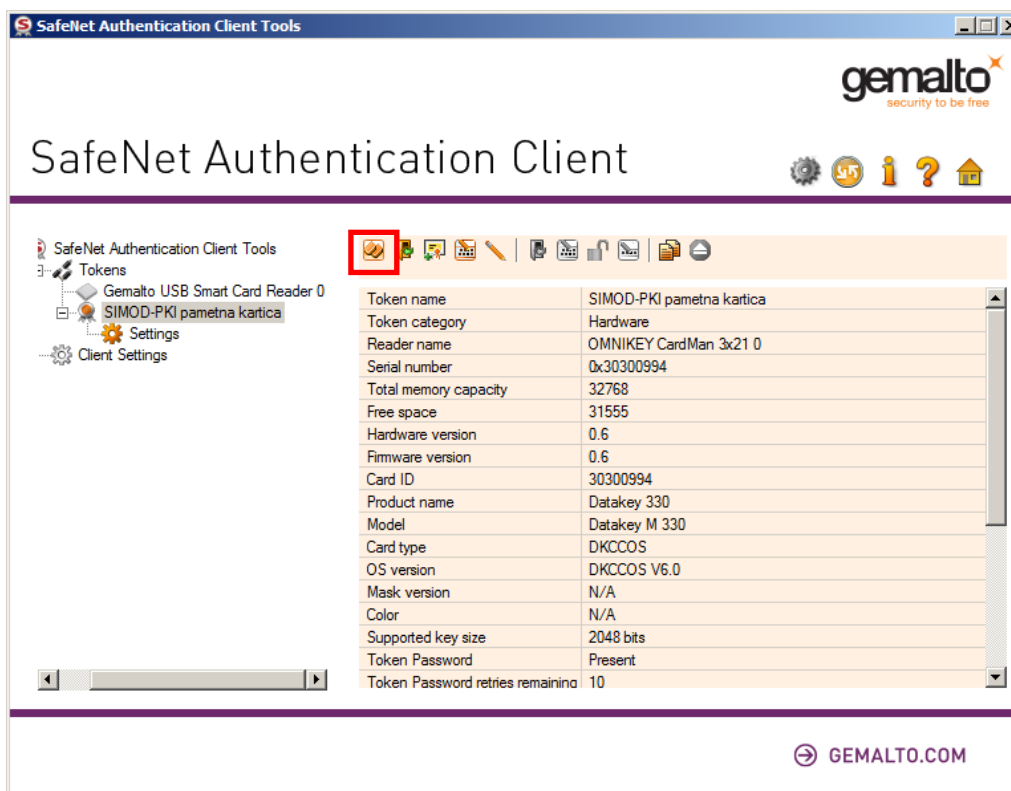 SafeNet Authentication Client Tools
gemalto
security to be free
SafeNet Authentication Client
SafeNet Authentication Client Tools
Tokens
Gemalto USB Smart Card Reader 0
SIMOD-PKI pametna kartica
Settings
Client Settings
Token name SIMOD-PKI pametna kartica
Token category Hardware
Reader name OMNIKEY CardMan 3x21 0
Serial number 0x30300994
Total memory capacity 32768
Free space 31555
Hardware version 0.6
Firmware version 0.6
Card ID 30300994
Product name Datakey 330
Model Datakey M 330
Card type DKCCOS
OS version DKCCOS V6.0
Mask version N/A
Color N/A
Supported key size 2048 bits
Token Password Present
Token Password retries remaining 10
GEMALTO.COM